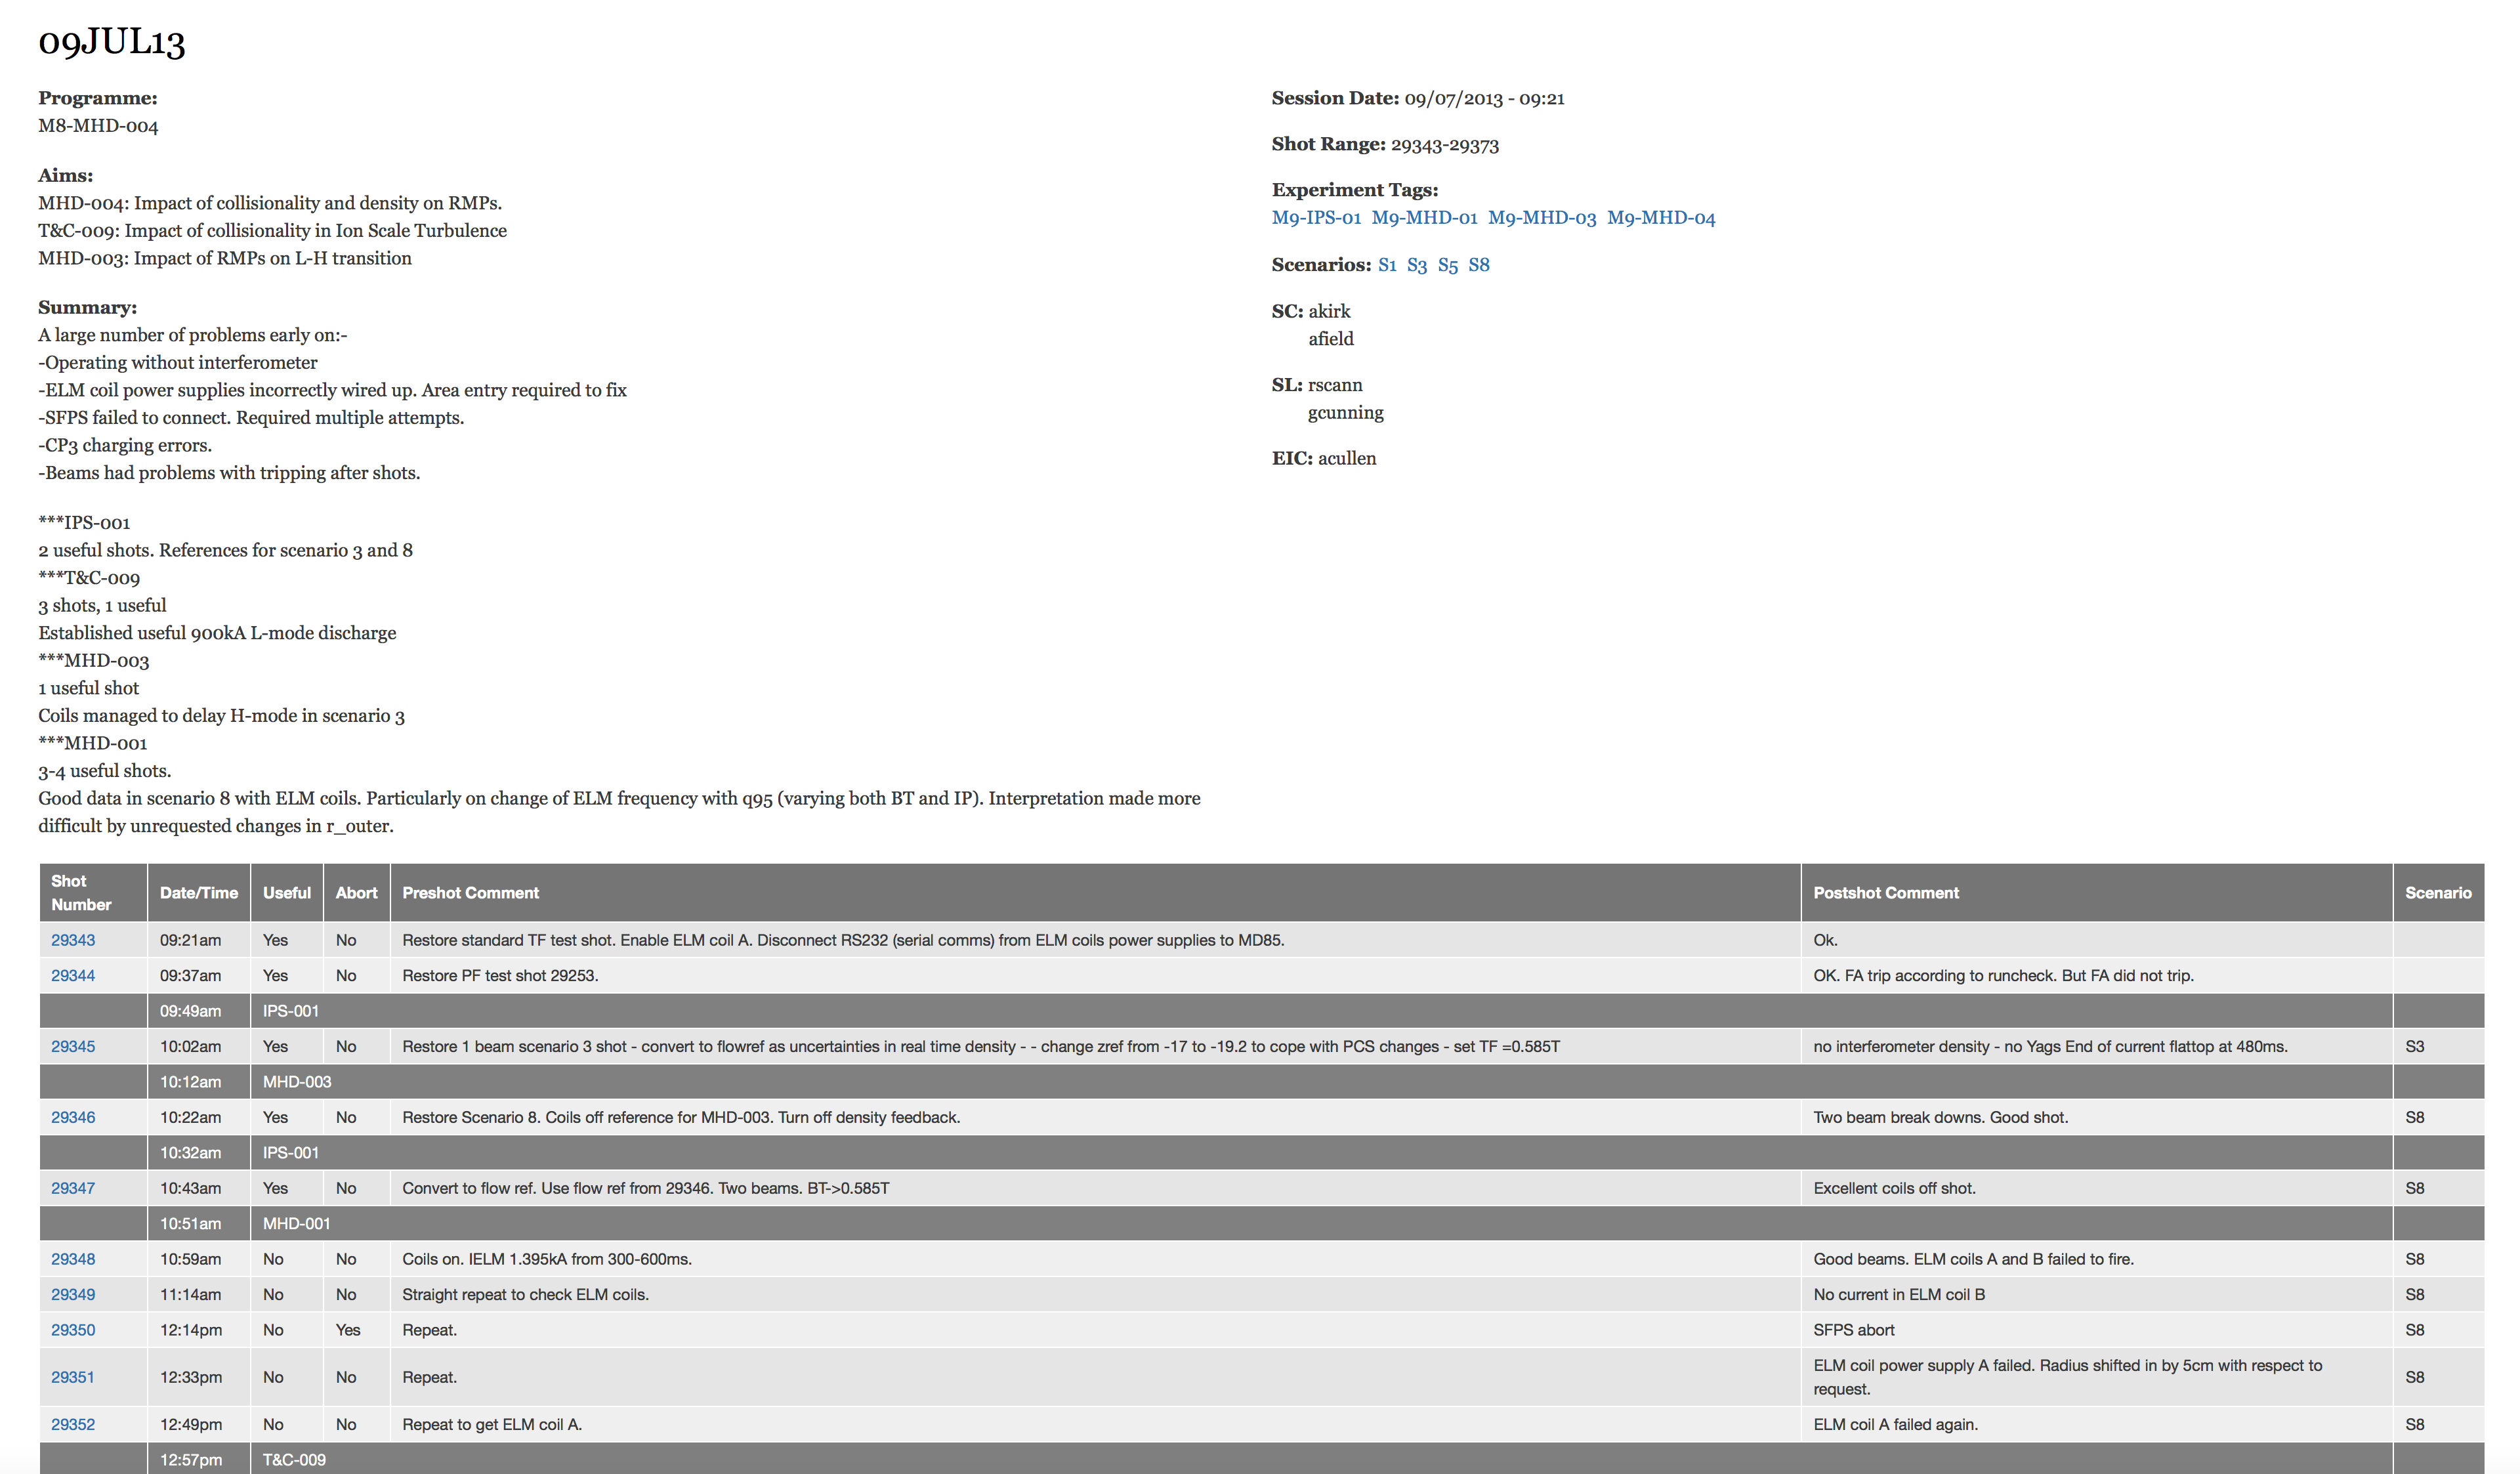 09JUL13
Programme:
M8-MHD-004
Aims:
MHD-004: Impact of collisionality and density on RMPs.
T&C-009: Impact of collisionality in Ion Scale Turbulence
MHD-003: Impact of RMPs on L-H transition
Summary:
A large number of problems early on:-
-Operating without interferometer
-ELM coil power supplies incorrectly wired up. Area entry required to fix
-SFPS failed to connect. Required multiple attempts.
-CP3 charging errors.
-Beams had problems with tripping after shots.
***IPS-001
2 useful shots. References for scenario 3 and 8
***T&C-009
3 shots, 1 useful
Established useful 900kA L-mode discharge
***MHD-003
1 useful shot
Coils managed to delay H-mode in scenario 3
***MHD-001
3-4 useful shots.
Good data in scenario 8 with ELM coils. Particularly on change of ELM frequency with q95 (varying both BT and IP). Interpretation made more
difficult by unrequested changes in r_outer.
Session Date: 09/07/2013 - 09:21
Shot Range: 29343-29373
Experiment Tags:
M9-IPS-01 M9-MHD-01 M9-MHD-03 M9-MHD-04
Scenarios: S1 S3 S5 S8
SC: akirk
afield
SL: rscann
gcunning
EIC: acullen
Shot Number Date/Time Useful Abort Preshot Comment Postshot Comment Scenario
29343 09:21am Yes No Restore standard TF test shot. Enable ELM coil A. Disconnect RS232 (serial comms) from ELM coils power supplies to MD85. Ok.
29344 09:37am Yes No Restore PF test shot 29253. OK. FA trip according to runcheck. But FA did not trip.
09:49am IPS-001
29345 10:02am Yes No Restore 1 beam scenario 3 shot - convert to flowref as uncertainties in real time density - - change zref from -17 to -19.2 to cope with PCS changes - set TF =0.585T no interferometer density - no Yags End of current flattop at 480ms. S3
10:12am MHD-003
29346 10:22am Yes No Restore Scenario 8. Coils off reference for MHD-003. Turn off density feedback. Two beam break downs. Good shot. S8
10:32am IPS-001
29347 10:43am Yes No Convert to flow ref. Use flow ref from 29346. Two beams. BT->0.585T Excellent coils off shot. S8
10:51am MHD-001
29348 10:59am No No Coils on. IELM 1.395kA from 300-600ms. Good beams. ELM coils A and B failed to fire. S8
29349 11:14am No No Straight repeat to check ELM coils. No current in ELM coil B S8
29350 12:14pm No Yes Repeat. SFPS abort S8
29351 12:33pm No No Repeat. ELM coil power supply A failed. Radius shifted in by 5cm with respect to request. S8
29352 12:49pm No No Repeat to get ELM coil A. ELM coil A failed again. S8
12:57pm T&C-009